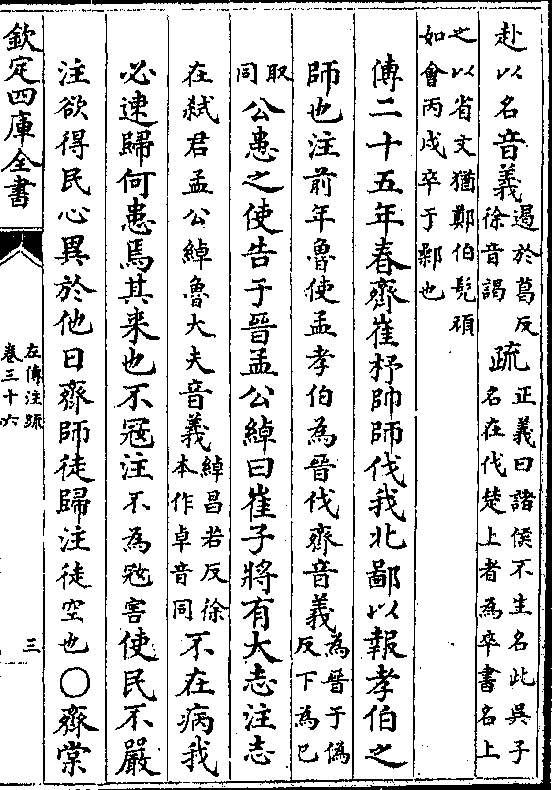 赴以名音義遏於葛反徐音謁疏正義曰諸侯不生名此吳子名在伐楚上者為卒書名上
之以省文猶鄭伯髠頑如會丙戌卒于鄵也
傳二十五年春齊崔杼帥師伐我北鄙以報孝伯之
師也注前年魯使孟孝伯為晉伐齊音義為晉于偽反下為巳
取同公患之使告于晉孟公綽曰崔子將有大志注志
在弑君孟公綽魯大夫音義綽昌若反徐本作卓音同不在病我
必速歸何患焉其來也不宼注不為宼害使民不嚴
注欲得民心異於他日齊師徒歸注徒空也○齊棠
欽定四庫全書
左傳注疏
卷三十六
三